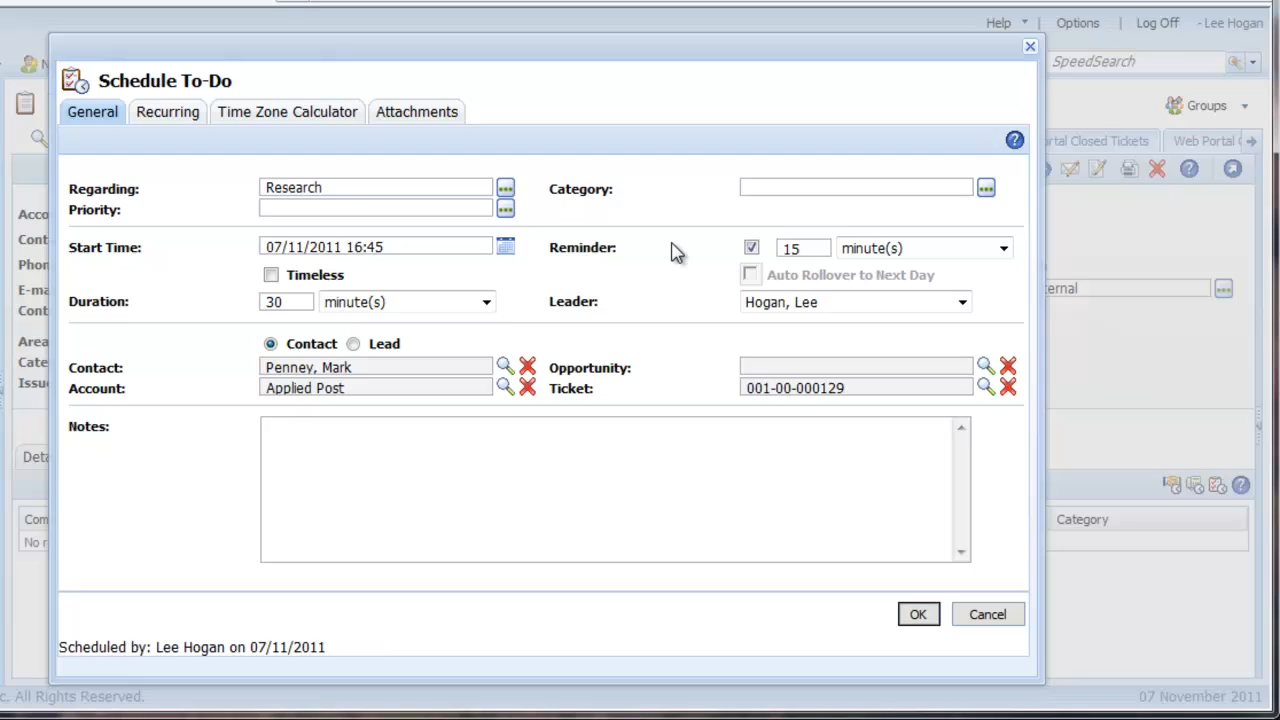 Help | Options | Log Off - Lee Hogan
SpeedSearch
Schedule To-Do
Groups
General Recurring Time Zone Calculator Attachments
rtal Closed Tickets Web Portal
Regarding: Research Category:
Priority:
Acco
Cont
Start Time: 07/11/2011 16:45 Reminder: 15 minute(s)
Phon
Timeless Auto Rollover to Next Day
E-ma
ernal
Duration: 30 minute(s) Leader: Hogan, Lee
Cont
Contact Lead
Area
Contact: Penney, Mark Opportunity:
Cate
Account: Applied Post Ticket: 001-00-000129
Issue
Notes:
Deta
Com Category
No r
OK Cancel
Scheduled by: Lee Hogan on 07/11/2011
c. All Rights Reserved. 07 November 2011